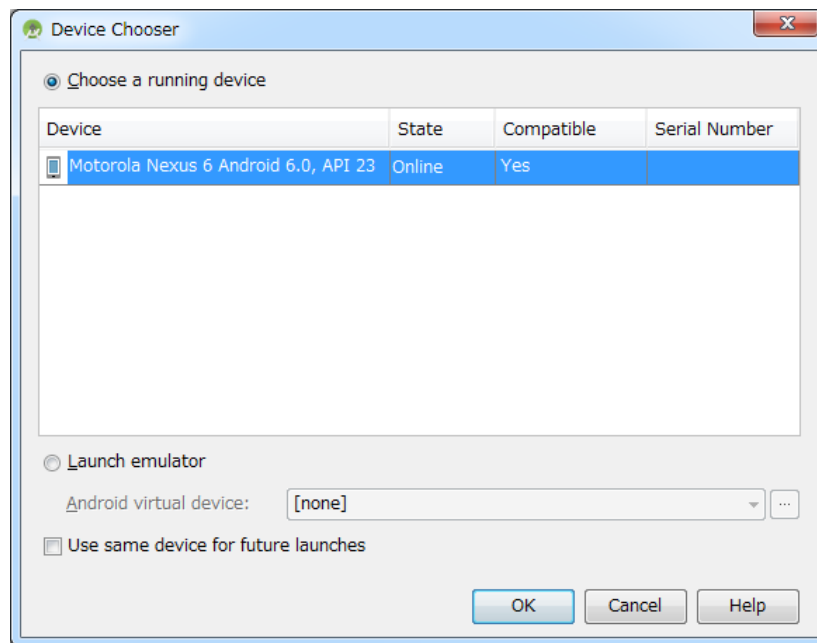 Device Chooser
Choose a running device
Device State Compatible Serial Number
Motorola Nexus 6 Android 6.0, API 23 Online Yes
Launch emulator
Android virtual device: [none] ...
Use same device for future launches
OK Cancel Help